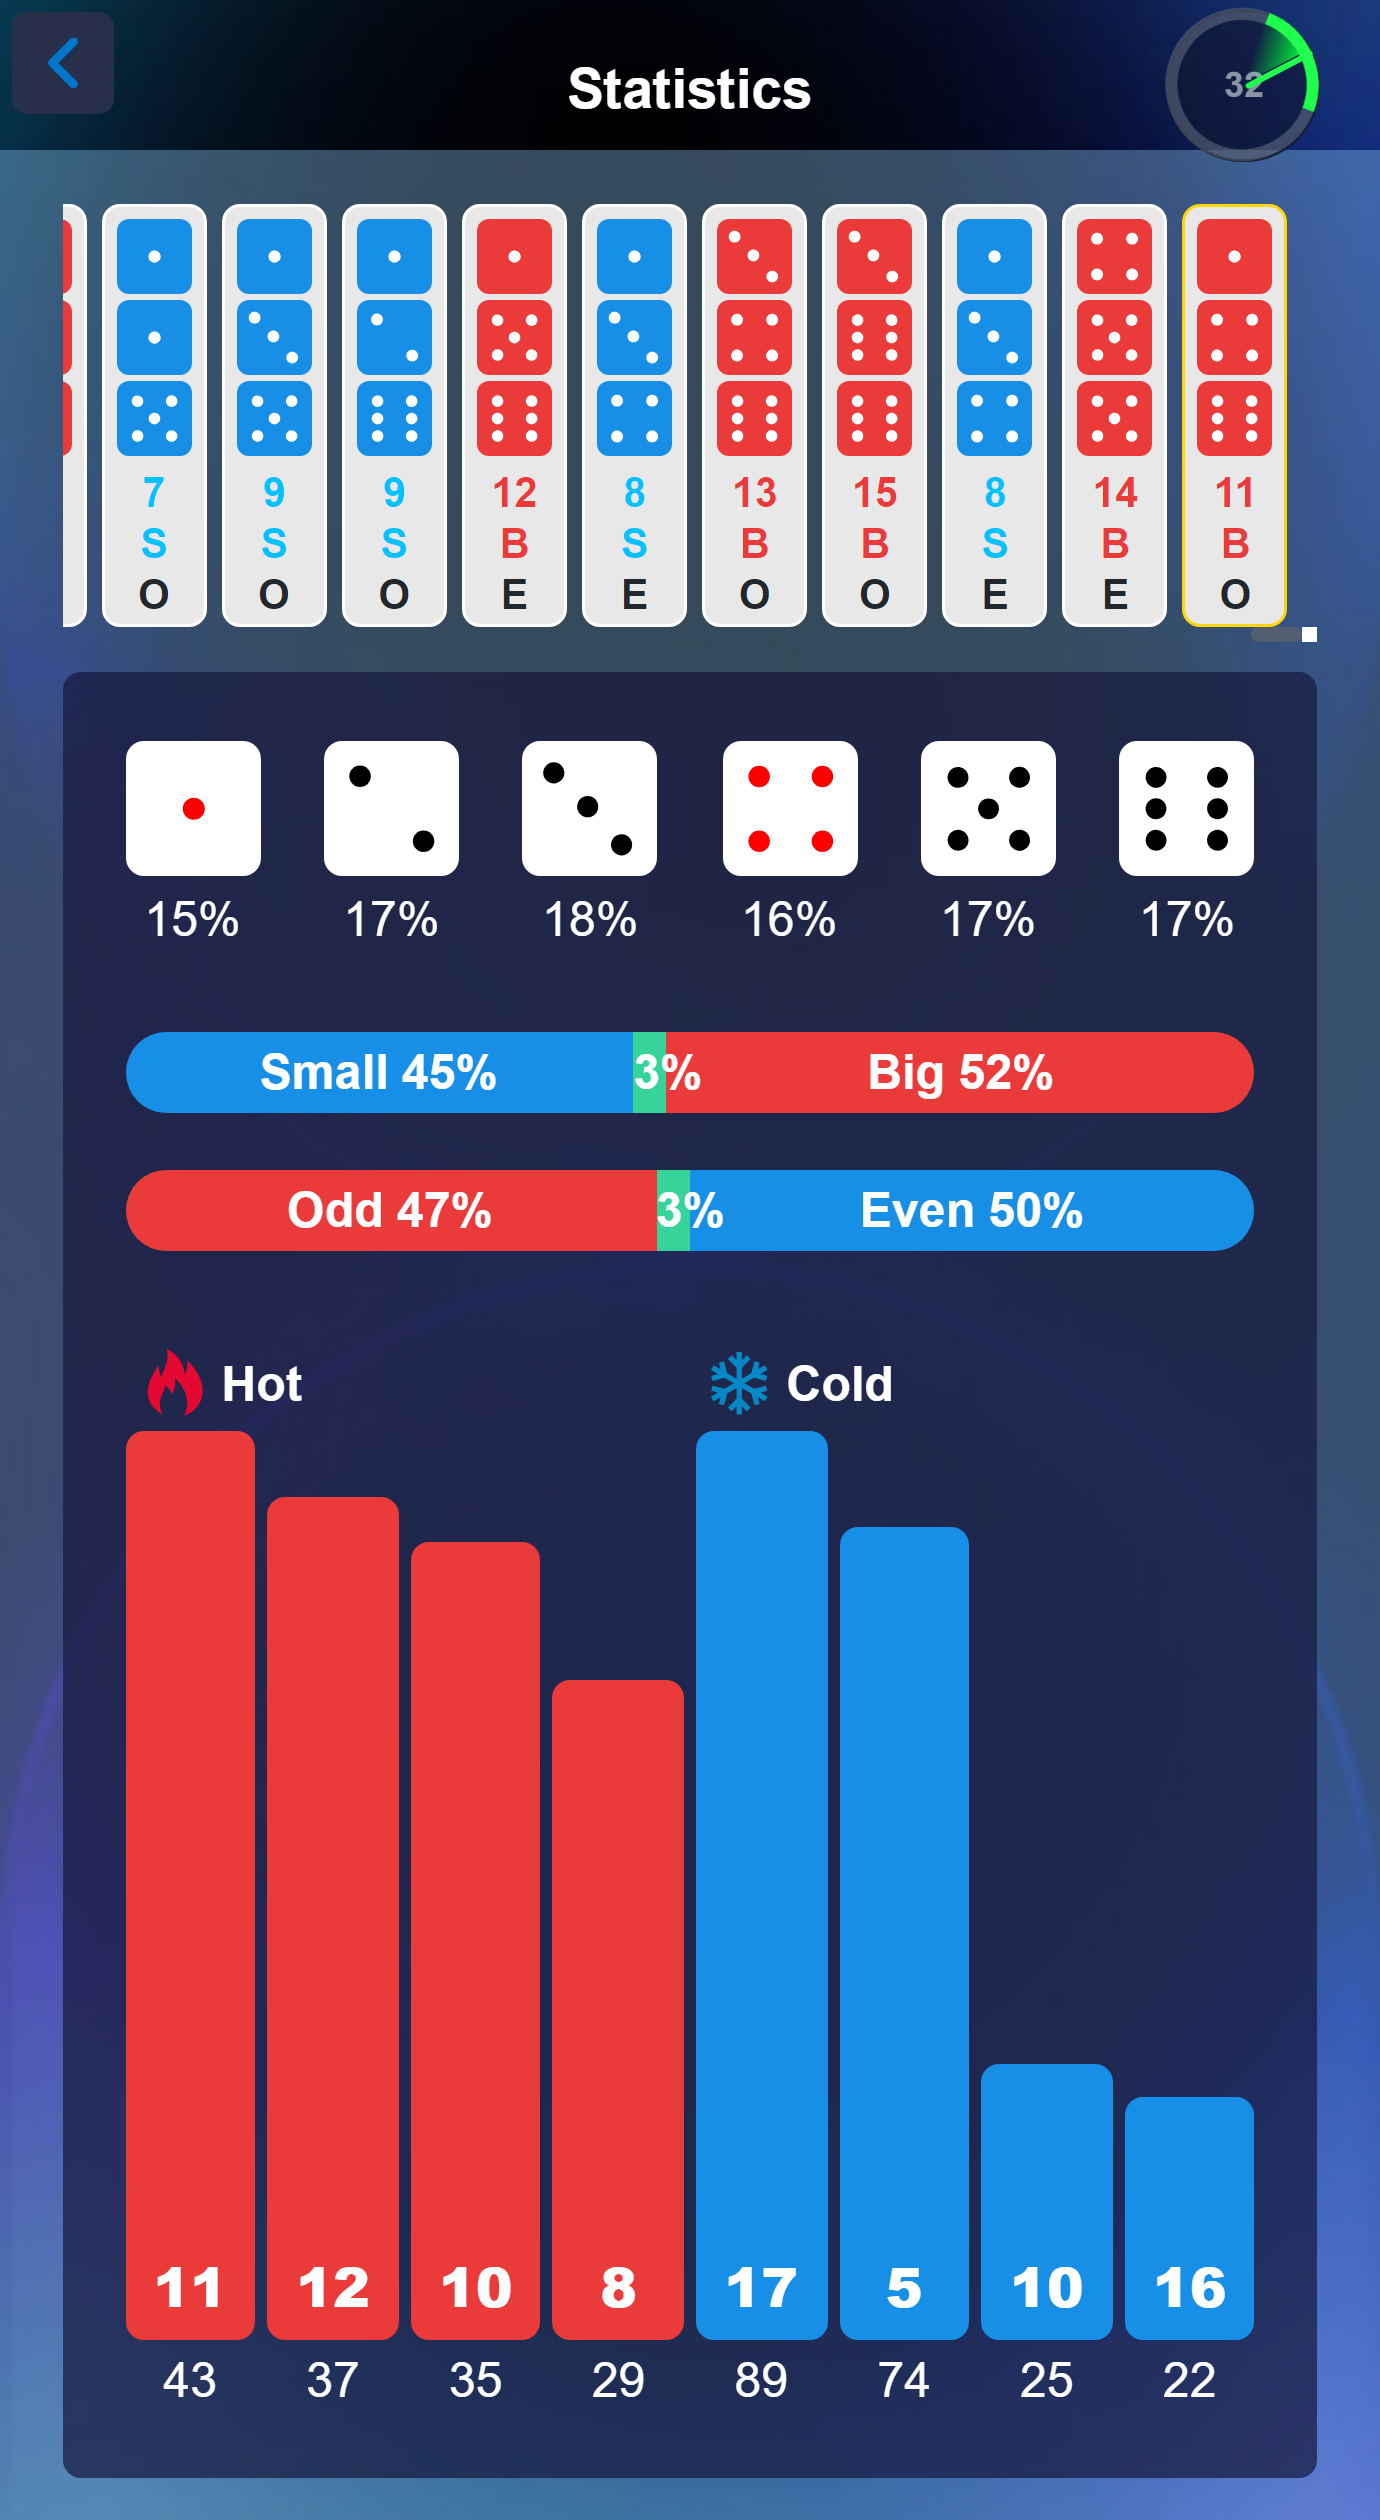 Statistics
32
7 9 9 12 8 13 15 8 14 11
S S S B S B B S B B
O O O E E O O E E O
15% 17% 18% 16% 17% 17%
Small 45% 3% Big 52%
Odd 47% 3% Even 50%
Hot Cold
11 12 10 8 17 5 10 16
43 37 35 29 89 74 25 22